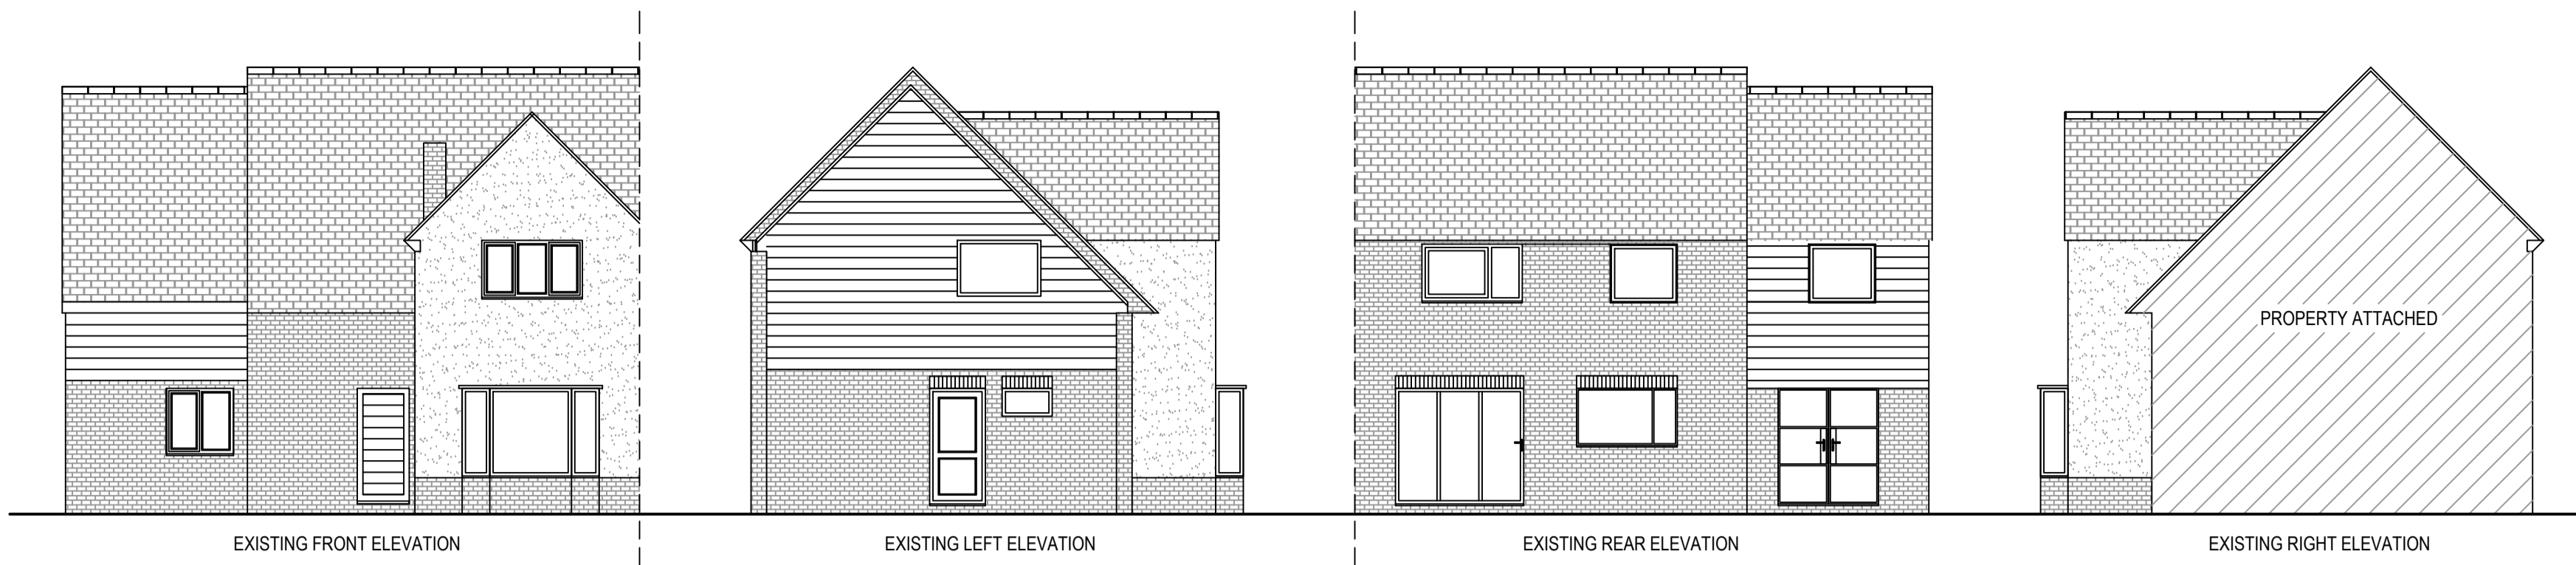 PROPERTY ATTACHED
EXISTING FRONT ELEVATION
EXISTING LEFT ELEVATION
EXISTING REAR ELEVATION
EXISTING RIGHT ELEVATION